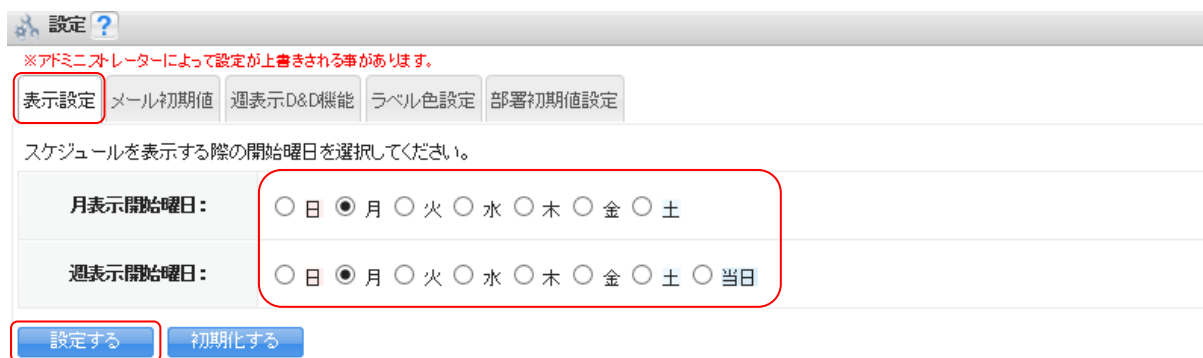 設定 ?
※アドミニストレーターによって設定が上書きされる事があります。
表示設定 メール初期値 週表示D&D機能 ラベル色設定 部署初期値設定
スケジュールを表示する際の開始曜日を選択してください。
月表示開始曜日： 日 月 火 水 木 金 土
週表示開始曜日： 日 月 火 水 木 金 土 当日
設定する 初期化する